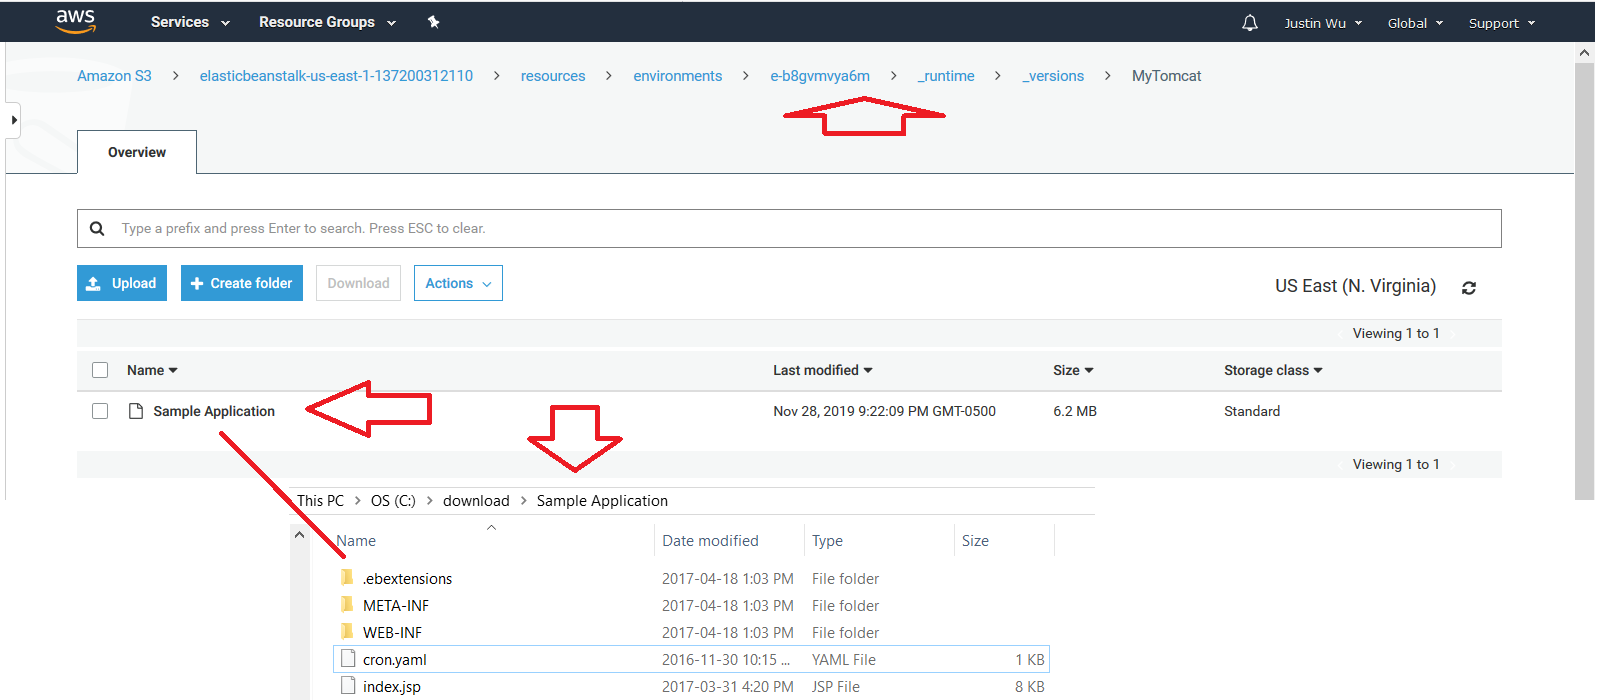 aws Services Resource Groups Justin Wu Global Support
Amazon S3 > elasticbeanstalk-us-east-1-137200312110 > resources > environments > e-b8gvmvya6m > _runtime > _versions > MyTomcat
Overview
Type a prefix and press Enter to search. Press ESC to clear.
Upload + Create folder Download Actions US East (N. Virginia)
Viewing 1 to 1
Name Last modified Size Storage class
Sample Application Nov 28, 2019 9:22:09 PM GMT-0500 6.2 MB Standard
Viewing 1 to 1
This PC > OS (C:) > download > Sample Application
Name Date modified Type Size
.ebextensions 2017-04-18 1:03 PM File folder
META-INF 2017-04-18 1:03 PM File folder
WEB-INF 2017-04-18 1:03 PM File folder
cron.yaml 2016-11-30 10:15 ... YAML File 1 KB
index.jsp 2017-03-31 4:20 PM JSP File 8 KB